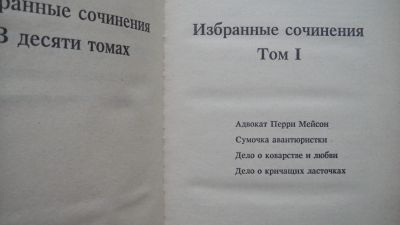 ранные сочинения
В десяти томах
Избранные сочинения
Том I
Адвокат Перри Мейсон
Сумочка авантюристки
Дело о коварстве и любви
Дело о кричащих ласточках